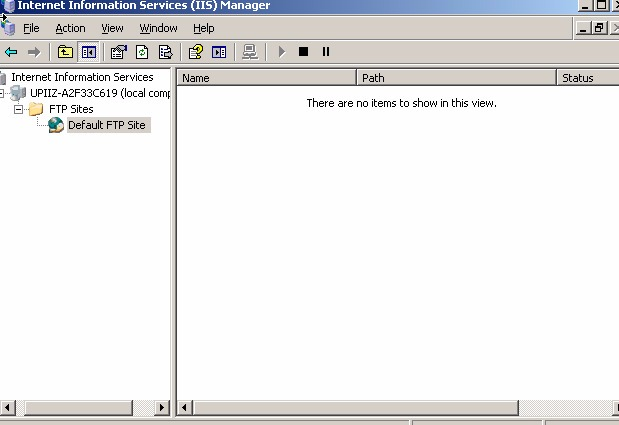 Internet Information Services (IIS) Manager
File Action View Window Help
Internet Information Services
UPIIZ-A2F33C619 (local comp
FTP Sites
Default FTP Site
Name Path Status
There are no items to show in this view.